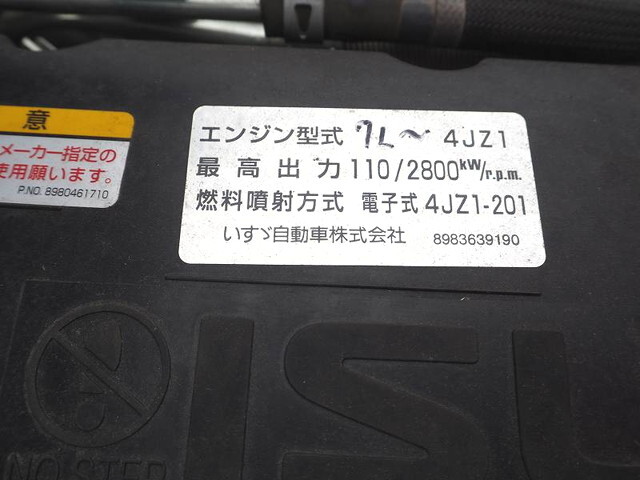 意
メーカー指定の
使用願います。
P.NO. 8980461710
エンジン型式 7L~ 4JZ1
最高出力 110/2800kW/r.p.m.
燃料噴射方式 電子式 4JZ1-201
いすゞ自動車株式会社 8983639190
ISU
NO STEP